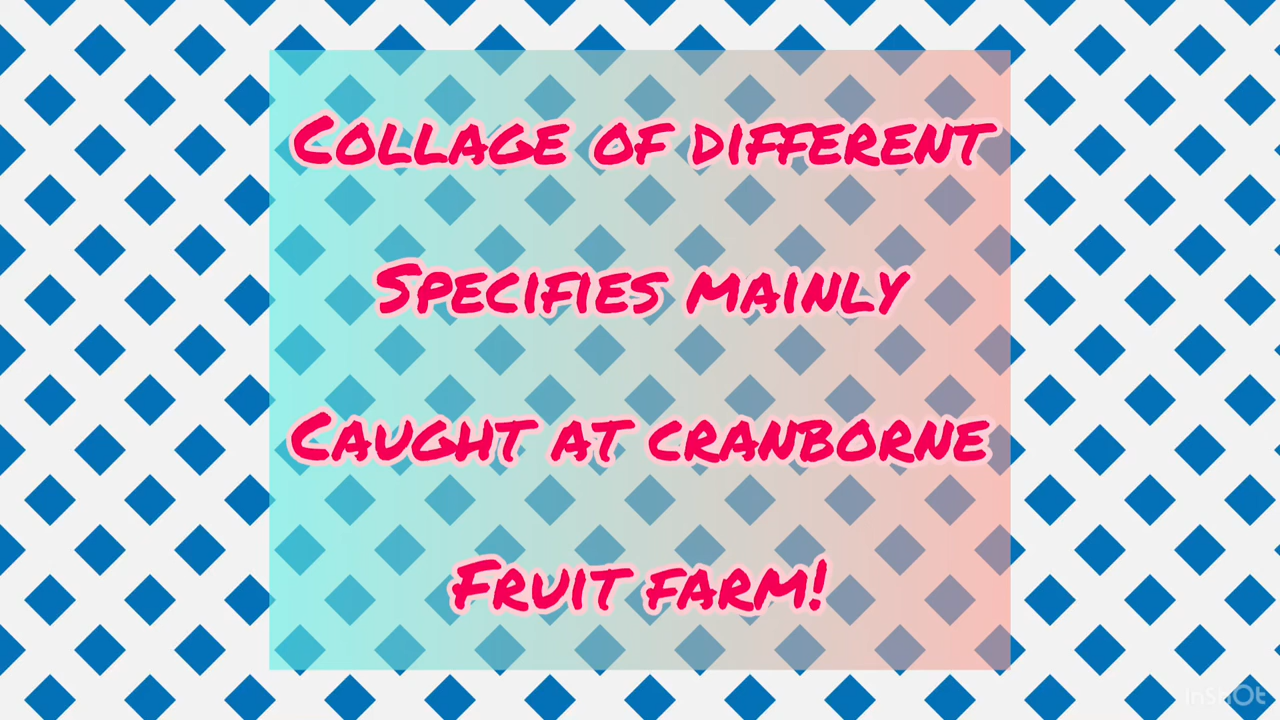 Collage of different
Specifies mainly
Caught at cranborne
Fruit farm!
InShOt